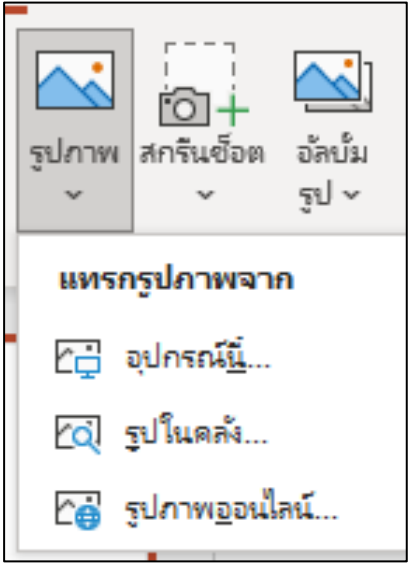 รูปภาพ
สกรีนช็อต
อัลบั้ม
รูป
แทรกรูปภาพจาก
อุปกรณ์นี้...
รูปในคลัง...
รูปภาพออนไลน์...